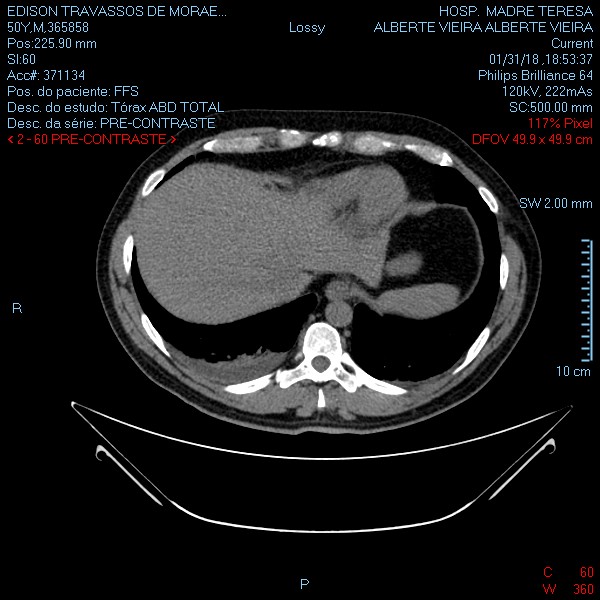 EDISON TRAVASSOS DE MORAE...
50Y,M,365858
Pos:225.90 mm
SI:60
Acc#: 371134
Pos. do paciente: FFS
Desc. do estudo: Tórax ABD TOTAL
Desc. da série: PRE-CONTRASTE
< 2 - 60 PRE-CONTRASTE >
Lossy
HOSP. MADRE TERESA
ALBERTE VIEIRA ALBERTE VIEIRA
Current
01/31/18 ,18:53:37
Philips Brilliance 64
120kV, 222mAs
SC:500.00 mm
117% Pixel
DFOV 49.9 x 49.9 cm
SW 2.00 mm
R
10 cm
P
C 60
W 360